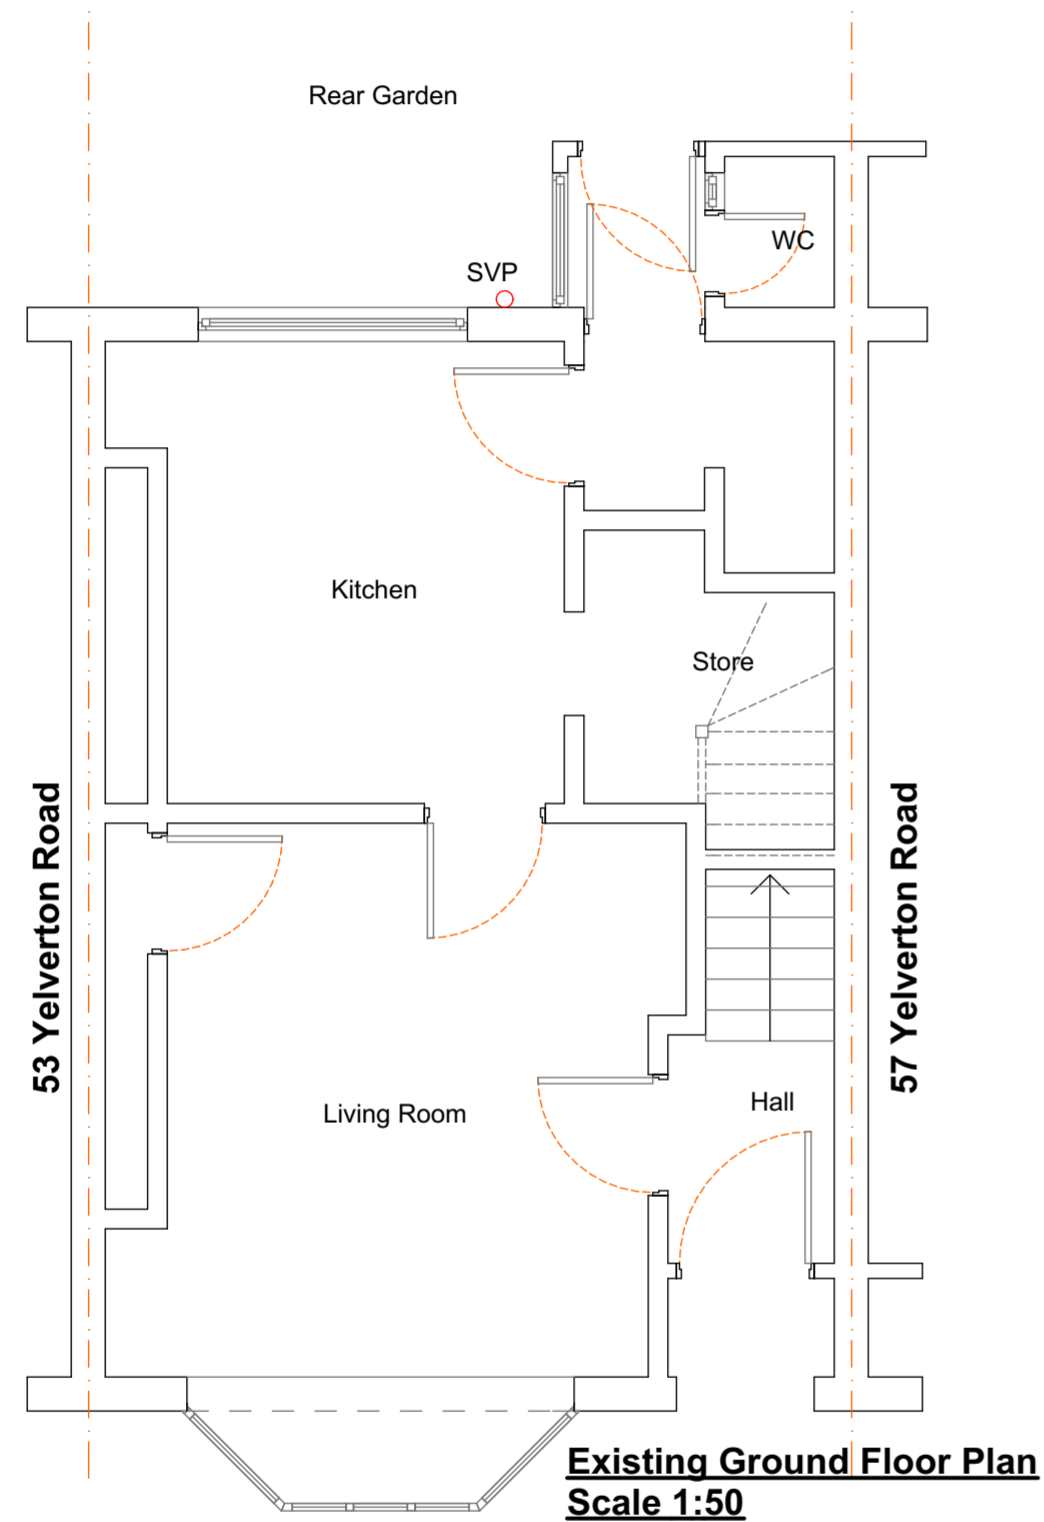 Rear Garden
SVP
WC
Kitchen
Store
53 Yelverton Road
57 Yelverton Road
Living Room
Hall
Existing Ground Floor Plan
Scale 1:50